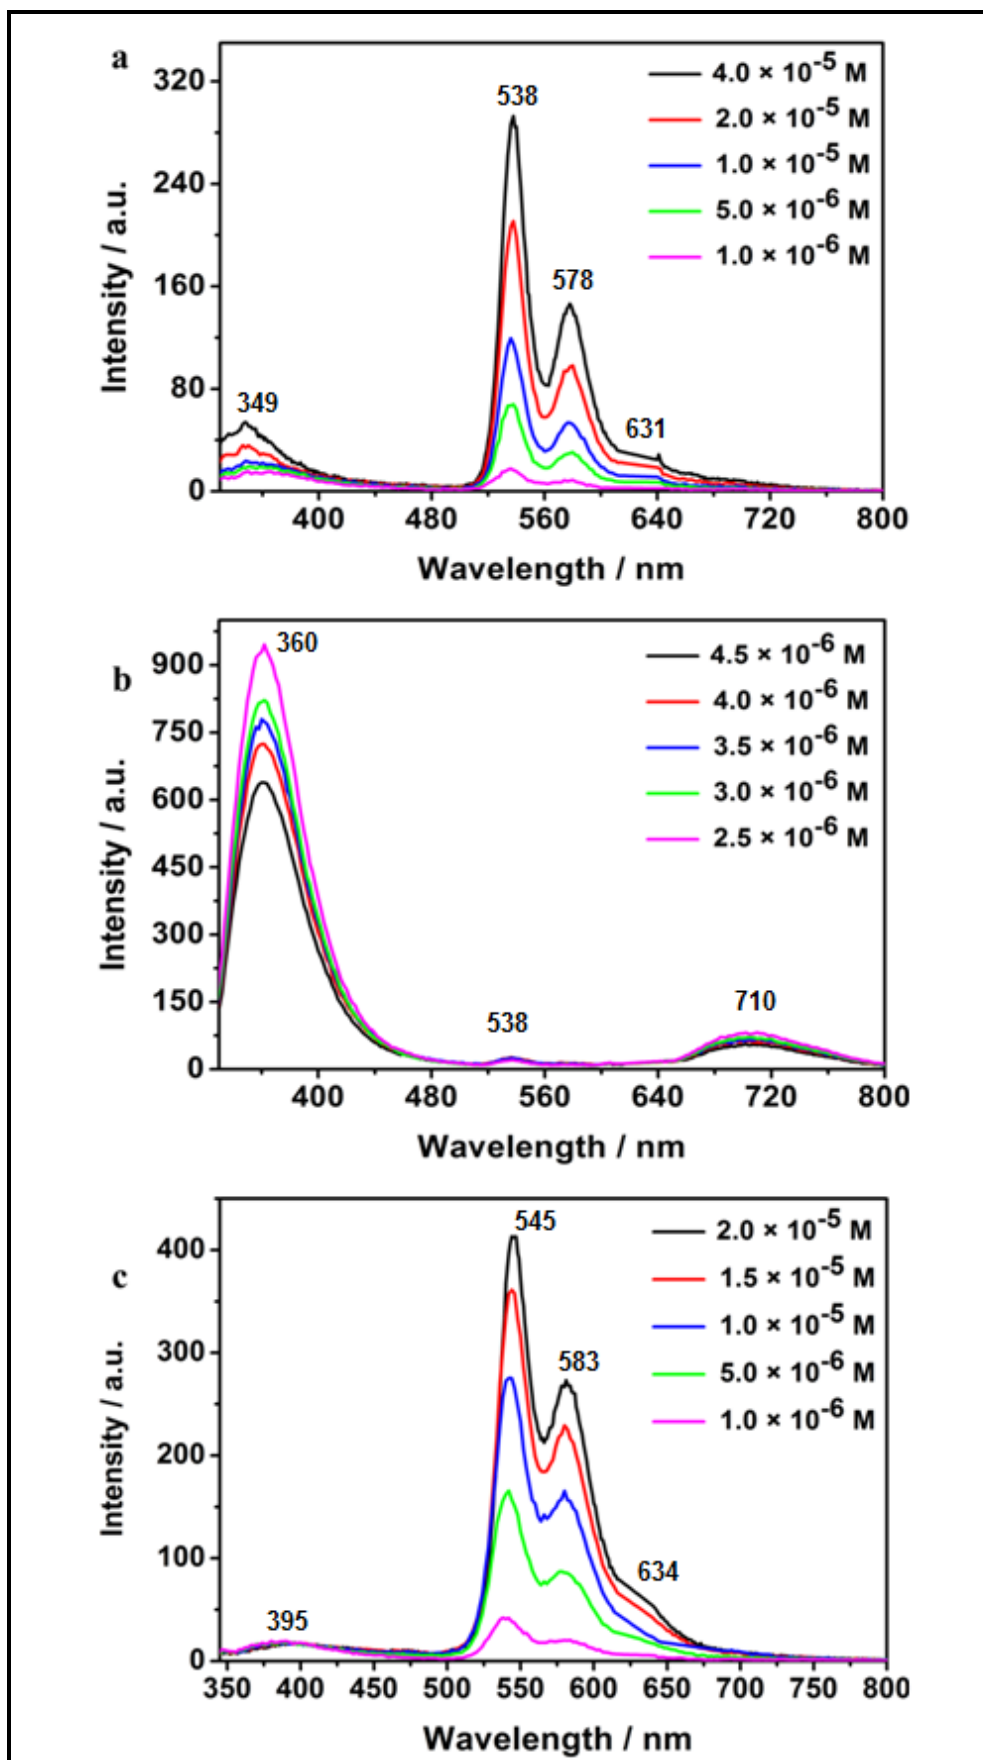 a
320
240
160
80
0
Intensity / a.u.
349
538
578
631
4.0 × 10⁻⁵ M
2.0 × 10⁻⁵ M
1.0 × 10⁻⁵ M
5.0 × 10⁻⁶ M
1.0 × 10⁻⁶ M
400 480 560 640 720 800
Wavelength / nm
b
900
750
600
450
300
150
0
Intensity / a.u.
360
538
710
4.5 × 10⁻⁶ M
4.0 × 10⁻⁶ M
3.5 × 10⁻⁶ M
3.0 × 10⁻⁶ M
2.5 × 10⁻⁶ M
400 480 560 640 720 800
Wavelength / nm
c
400
300
200
100
0
Intensity / a.u.
395
545
583
634
2.0 × 10⁻⁵ M
1.5 × 10⁻⁵ M
1.0 × 10⁻⁵ M
5.0 × 10⁻⁶ M
1.0 × 10⁻⁶ M
350 400 450 500 550 600 650 700 750 800
Wavelength / nm